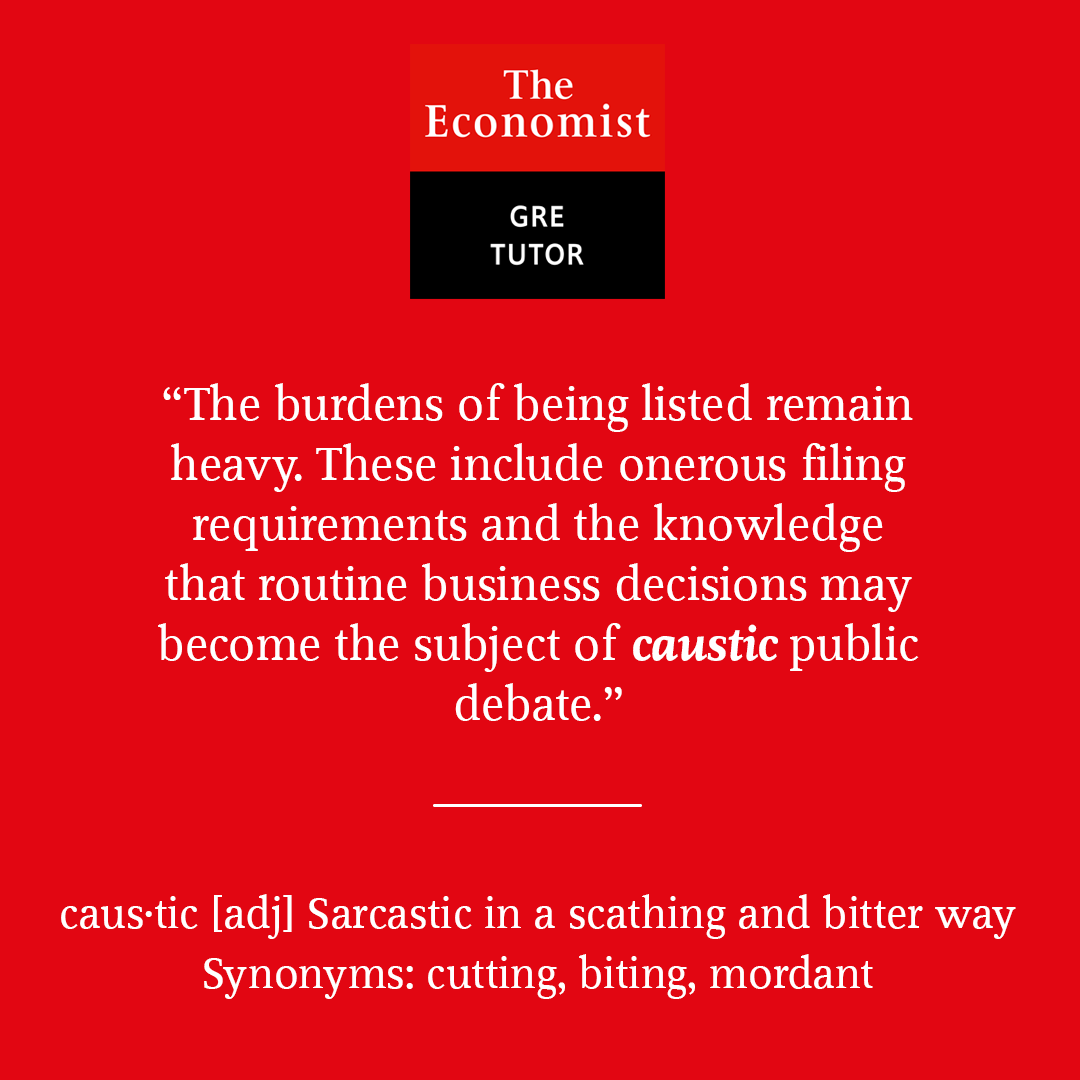 The
Economist
GRE
TUTOR
“The burdens of being listed remain
heavy. These include onerous filing
requirements and the knowledge
that routine business decisions may
become the subject of caustic public
debate.”
caus·tic [adj] Sarcastic in a scathing and bitter way
Synonyms: cutting, biting, mordant